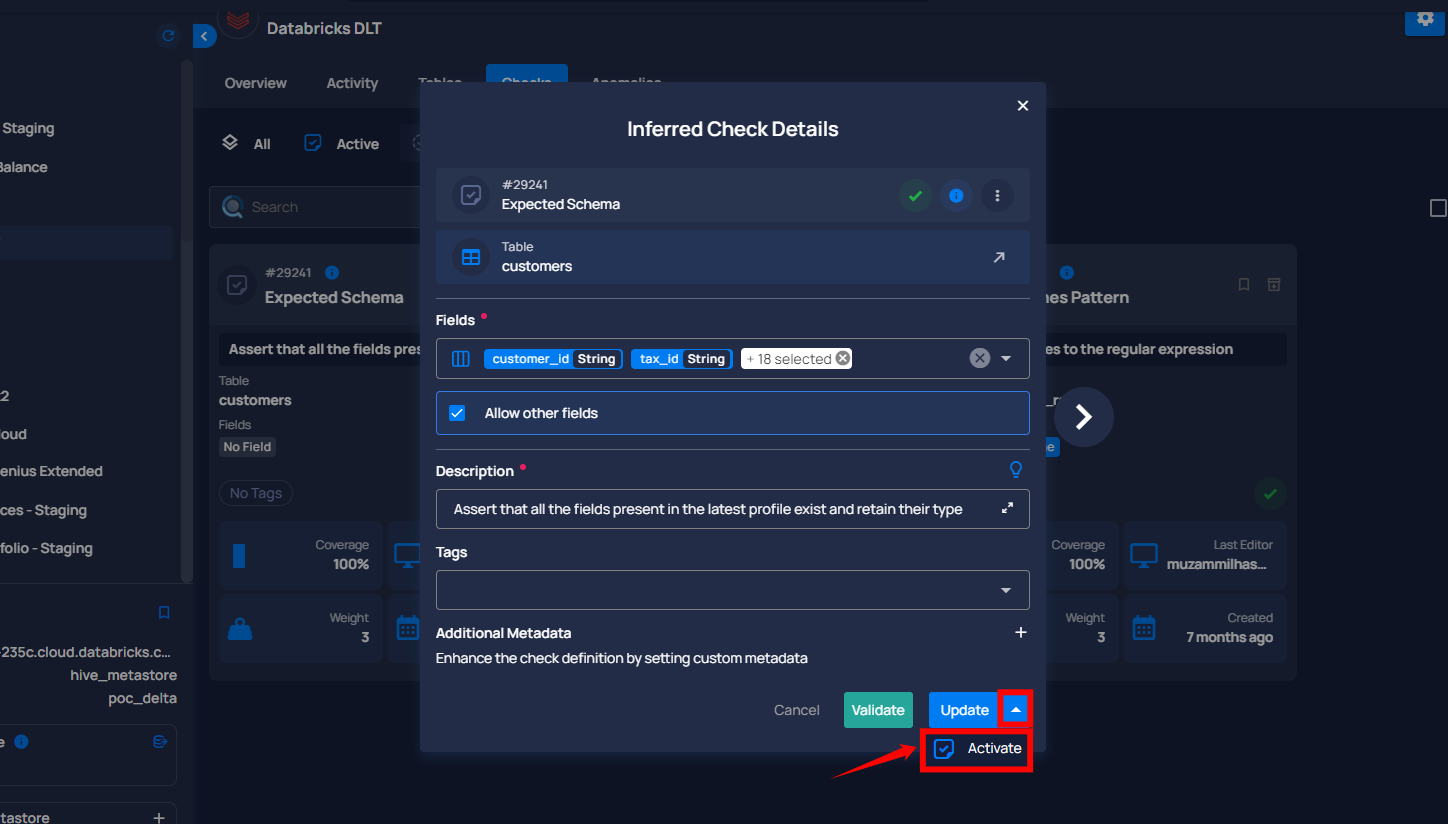 Databricks DLT
Overview
Activity
Tables
Checks
Anomalies
Staging
Balance
All
Active
Search
#29241
Expected Schema
Assert that all the fields pres
Table
customers
Fields
No Field
No Tags
Coverage
100%
Weight
3
Inferred Check Details
#29241
Expected Schema
Table
customers
Fields
customer_id String
tax_id String
+ 18 selected
Allow other fields
Description
Assert that all the fields present in the latest profile exist and retain their type
Tags
Additional Metadata
Enhance the check definition by setting custom metadata
Cancel
Validate
Update
Activate
nes Pattern
es to the regular expression
Coverage
100%
Last Editor
muzammilhas...
Weight
3
Created
7 months ago
2
loud
enius Extended
ces - Staging
folio - Staging
-235c.cloud.databricks.c...
hive_metastore
poc_delta
e
tastore